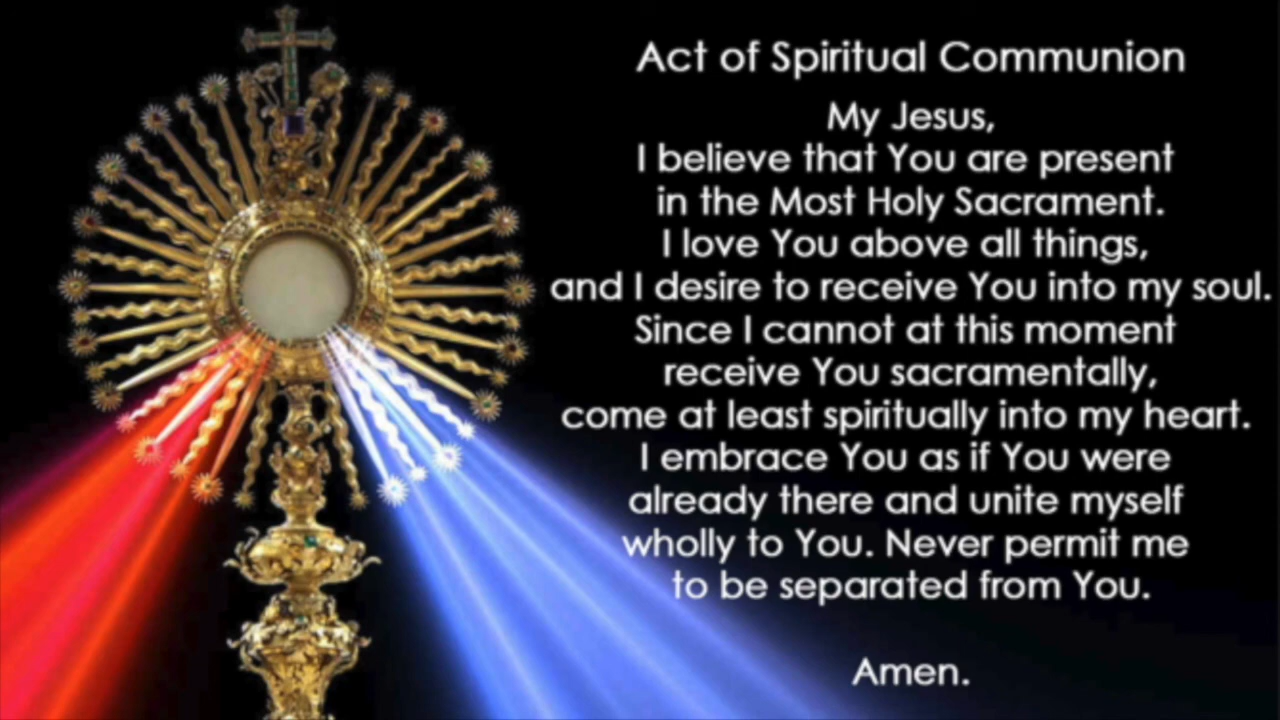 Act of Spiritual Communion
My Jesus,
I believe that You are present
in the Most Holy Sacrament.
I love You above all things,
and I desire to receive You into my soul.
Since I cannot at this moment
receive You sacramentally,
come at least spiritually into my heart.
I embrace You as if You were
already there and unite myself
wholly to You. Never permit me
to be separated from You.
Amen.